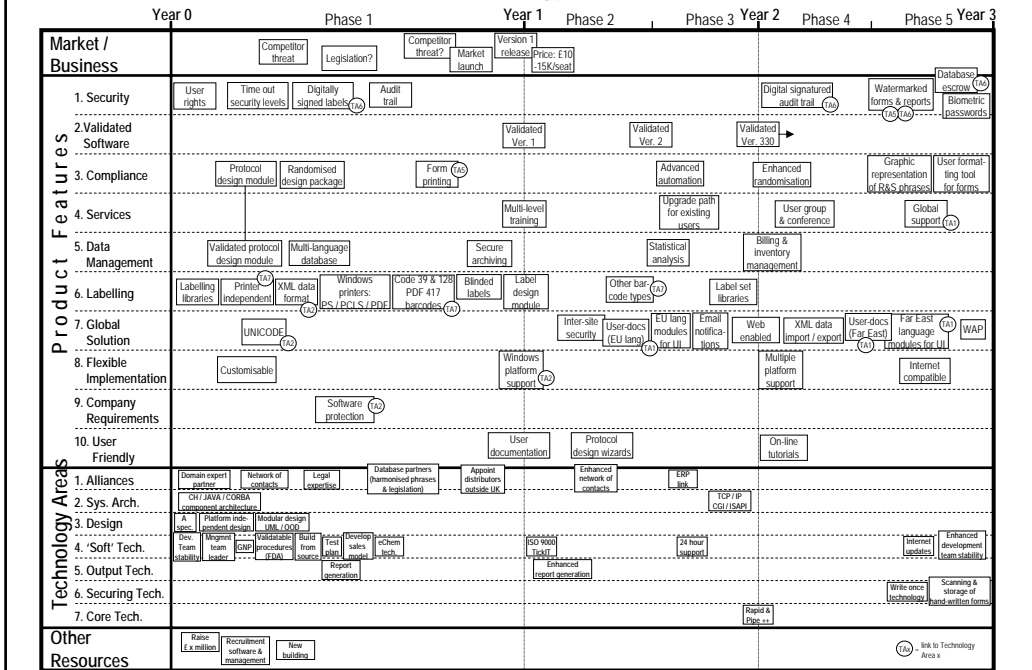 Year 0
Phase 1
Year 1
Phase 2
Phase 3
Year 2
Phase 4
Phase 5
Year 3
Market /
Business
Competitor
threat
Legislation?
Competitor
threat?
Market
launch
Version 1
release
Price: £10
-15K/seat
Product Features
1. Security
User
rights
Time out
security levels
Digitally
signed labels
TA6
Audit
trail
Digital signatured
audit trail
TA6
Watermarked
forms & reports
TA5
TA6
Database
escrow
TA6
Biometric
passwords
2.Validated
Software
Validated
Ver. 1
Validated
Ver. 2
Validated
Ver. 330
3. Compliance
Protocol
design module
Randomised
design package
Form
printing
TA5
Advanced
automation
Enhanced
randomisation
Graphic
representation
of R&S phrases
User format-
ting tool
for forms
4. Services
Multi-level
training
Upgrade path
for existing
users
User group
& conference
Global
support
TA1
5. Data
Management
Validated protocol
design module
Multi-language
database
Secure
archiving
Statistical
analysis
Billing &
inventory
management
6. Labelling
Labelling
libraries
Printer
independent
TA7
XML data
format
TA2
Windows
printers:
PS / PCLS / PDF
Code 39 & 128
PDF 417
barcodes
TA7
Blinded
labels
Label
design
module
Other bar-
code types
TA7
Label set
libraries
7. Global
Solution
UNICODE
TA2
Inter-site
security
User-docs
(EU lang)
TA1
EU lang
modules
for UI
Email
notifica-
tions
Web
enabled
XML data
import / export
User-docs
(Far East)
TA1
Far East
language
modules for UI
TA1
WAP
8. Flexible
Implementation
Customisable
Windows
platform
support
TA2
Multiple
platform
support
Internet
compatible
9. Company
Requirements
Software
protection
TA2
10. User
Friendly
User
documentation
Protocol
design wizards
On-line
tutorials
Technology Areas
1. Alliances
Domain expert
partner
Network of
contacts
Legal
expertise
Database partners
(harmonised phrases
& legislation)
Appoint
distributors
outside UK
Enhanced
network of
contacts
ERP
link
2. Sys. Arch.
CH / JAVA / CORBA
component architecture
TCP / IP
CGI / ISAPI
3. Design
A
spec.
Platform inde-
pendent design
Modular design
UML / OOD
4. 'Soft' Tech.
Dev.
Team
stability
Mngmnt
team
leader
GNP
Validatable
procedures
(FDA)
Build
from
source
Test
plan
Develop
sales
model
eChem
tech.
ISO 9000
TickIT
24 hour
support
Internet
updates
Enhanced
development
team stability
5. Output Tech.
Report
generation
Enhanced
report generation
6. Securing Tech.
Write once
technology
Scanning &
storage of
hand-written forms
7. Core Tech.
Rapid &
Pipe ++
Other
Resources
Raise
£ x million
Recruitment
software &
management
New
building
TAx = link to Technology
Area x